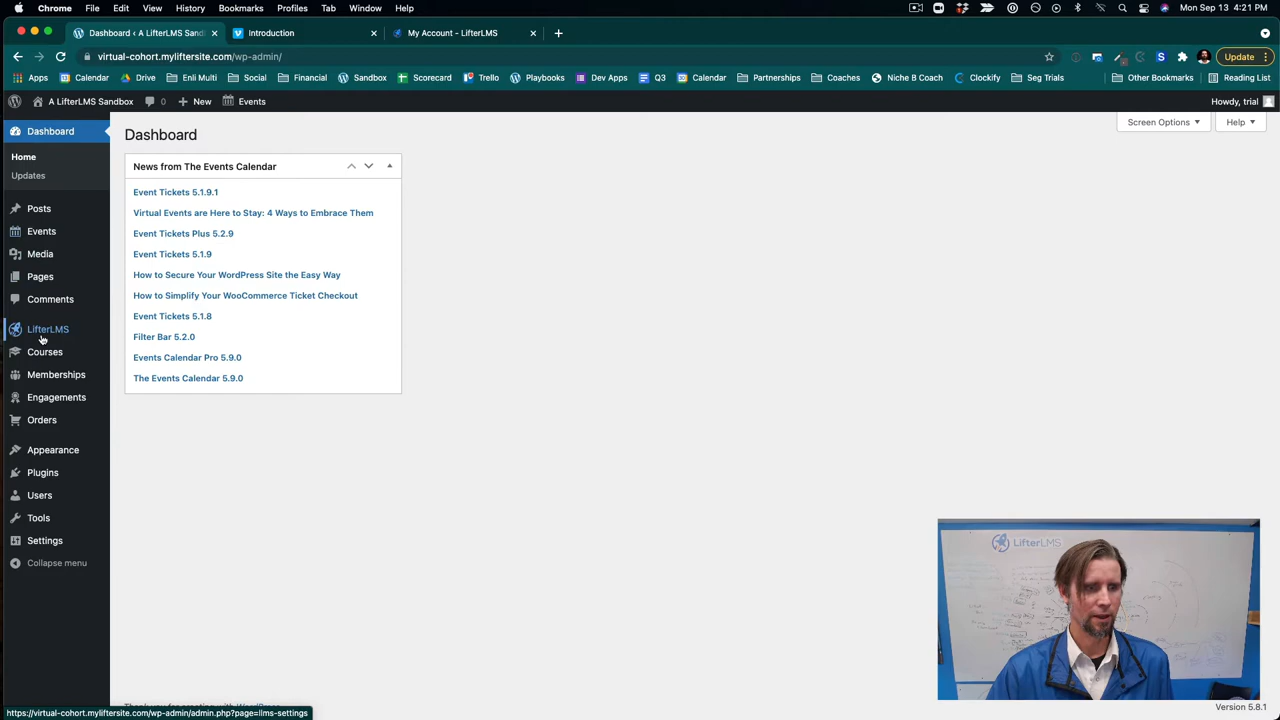 Chrome File Edit View History Bookmarks Profiles Tab Window Help
Mon Sep 13 4:21 PM
Dashboard ‹ A LifterLMS Sand
Introduction
My Account - LifterLMS
virtual-cohort.myliftersite.com/wp-admin/
Update
Apps Calendar Drive Enli Multi Social Financial Sandbox Scorecard Trello Playbooks Dev Apps Q3 Calendar Partnerships Coaches Niche B Coach Clockify Seg Trials Other Bookmarks Reading List
A LifterLMS Sandbox 0 New Events
Howdy, trial
Dashboard
Home
Updates
Posts
Events
Media
Pages
Comments
LifterLMS
Courses
Memberships
Engagements
Orders
Appearance
Plugins
Users
Tools
Settings
Collapse menu
Dashboard
Screen Options
Help
News from The Events Calendar
Event Tickets 5.1.9.1
Virtual Events are Here to Stay: 4 Ways to Embrace Them
Event Tickets Plus 5.2.9
Event Tickets 5.1.9
How to Secure Your WordPress Site the Easy Way
How to Simplify Your WooCommerce Ticket Checkout
Event Tickets 5.1.8
Filter Bar 5.2.0
Events Calendar Pro 5.9.0
The Events Calendar 5.9.0
LifterLMS
https://virtual-cohort.myliftersite.com/wp-admin/admin.php?page=llms-settings
Version 5.8.1